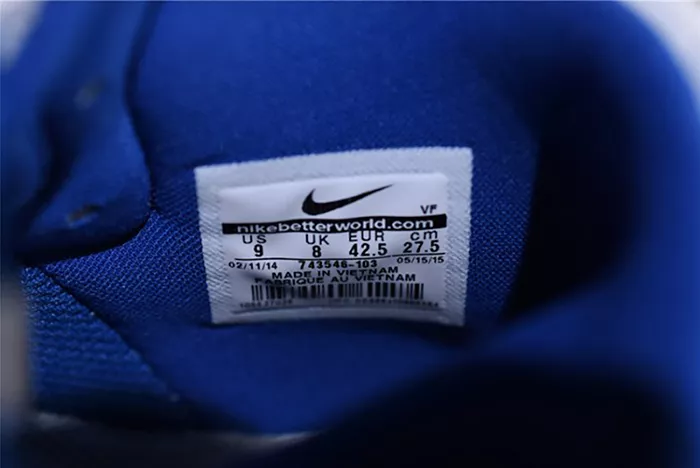 VF
nikebetterworld.com
US UK EUR cm
9 8 42.5 27.5
02/11/14 743546-103 05/15/15
MADE IN VIETNAM
FABRIQUE AU VIETNAM